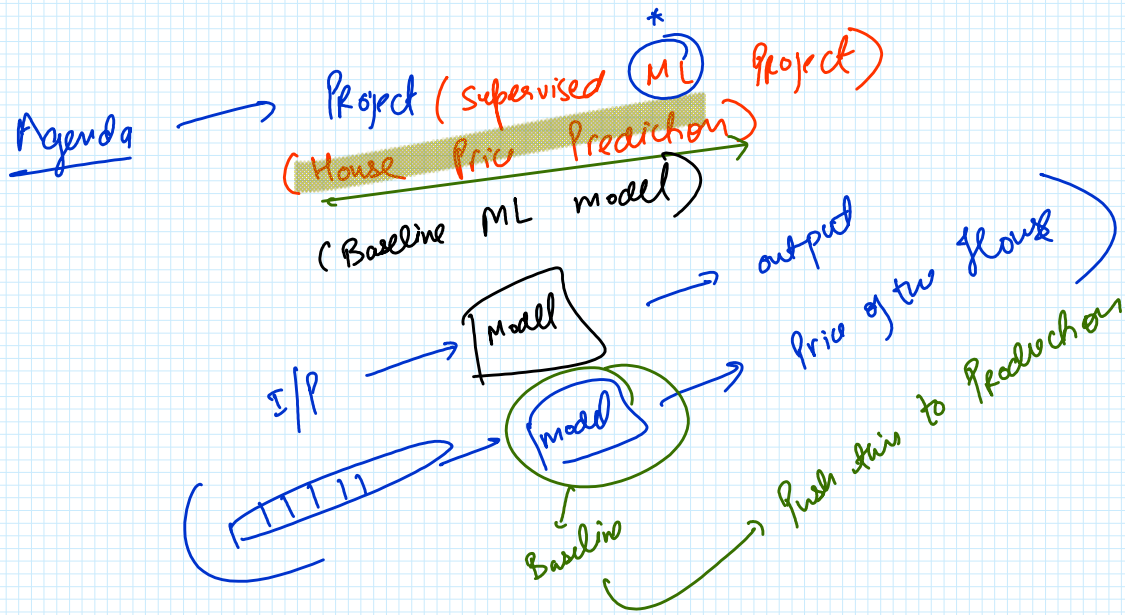 *
Agenda → Project (Supervised ML Project)
(House Price Prediction)
(Baseline ML model)
I/P → Model → output
Model → Price of the House
Baseline
Push this to Production